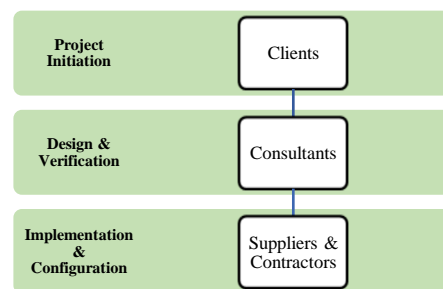 Project
Initiation
Clients
Design &
Verification
Consultants
Implementation
&
Configuration
Suppliers &
Contractors